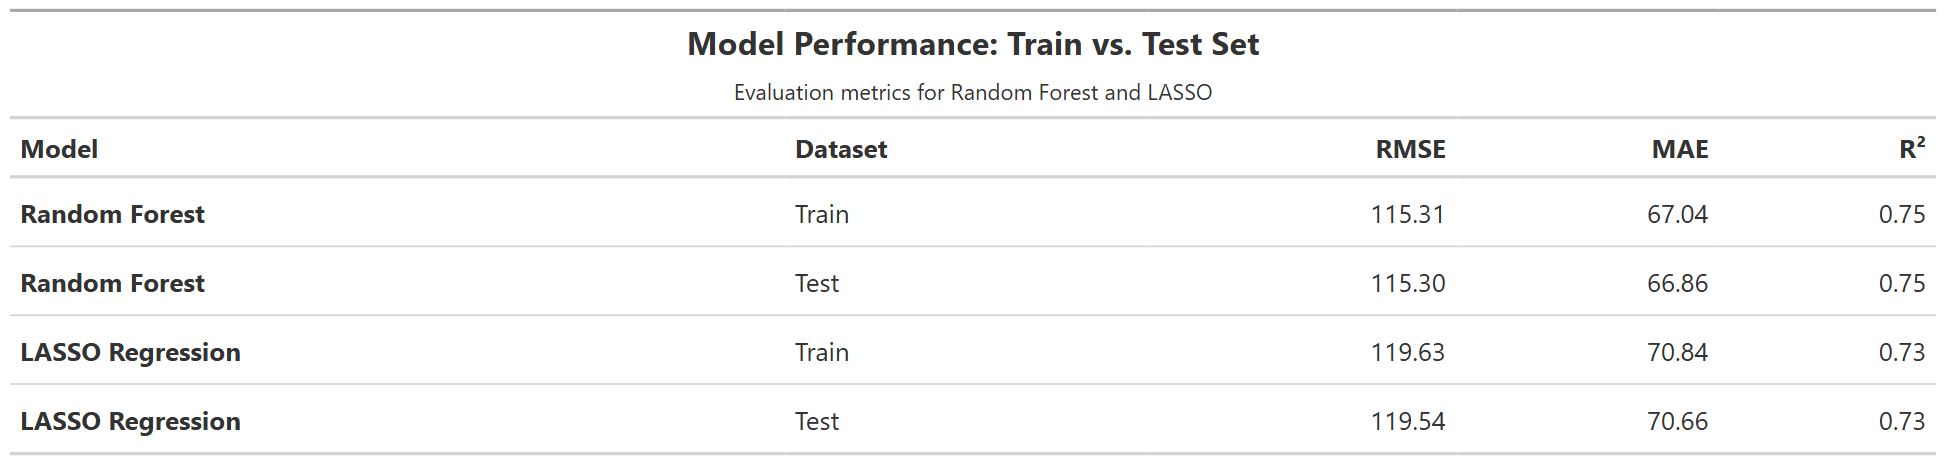 Model Performance: Train vs. Test Set
Evaluation metrics for Random Forest and LASSO
Model Dataset RMSE MAE R²
Random Forest Train 115.31 67.04 0.75
Random Forest Test 115.30 66.86 0.75
LASSO Regression Train 119.63 70.84 0.73
LASSO Regression Test 119.54 70.66 0.73